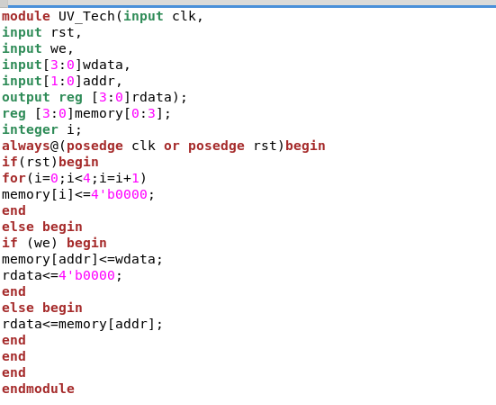 module UV_Tech(input clk,
input rst,
input we,
input[3:0]wdata,
input[1:0]addr,
output reg [3:0]rdata);
reg [3:0]memory[0:3];
integer i;
always@(posedge clk or posedge rst)begin
if(rst)begin
for(i=0;i<4;i=i+1)
memory[i]<=4'b0000;
end
else begin
if (we) begin
memory[addr]<=wdata;
rdata<=4'b0000;
end
else begin
rdata<=memory[addr];
end
end
end
endmodule